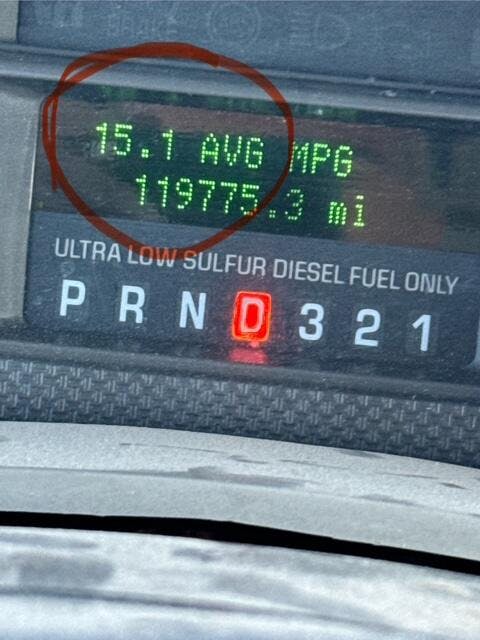 15.1 AVG MPG
119775.3 mi
ULTRA LOW SULFUR DIESEL FUEL ONLY
P R N D 3 2 1